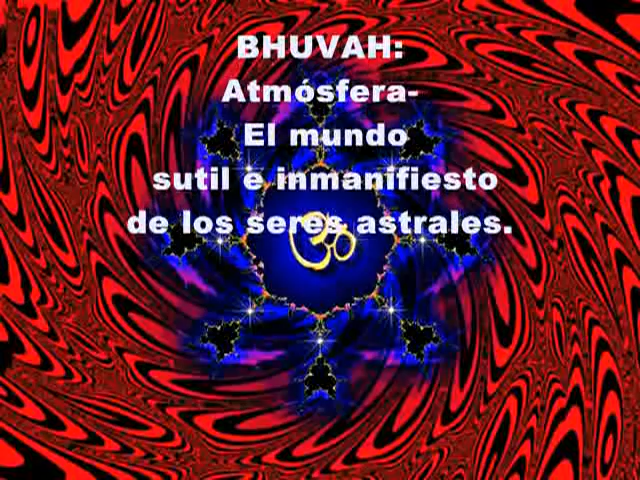 BHUVAH:
Atmósfera-
El mundo
sutil e inmanifiesto
de los seres astrales.
ॐ